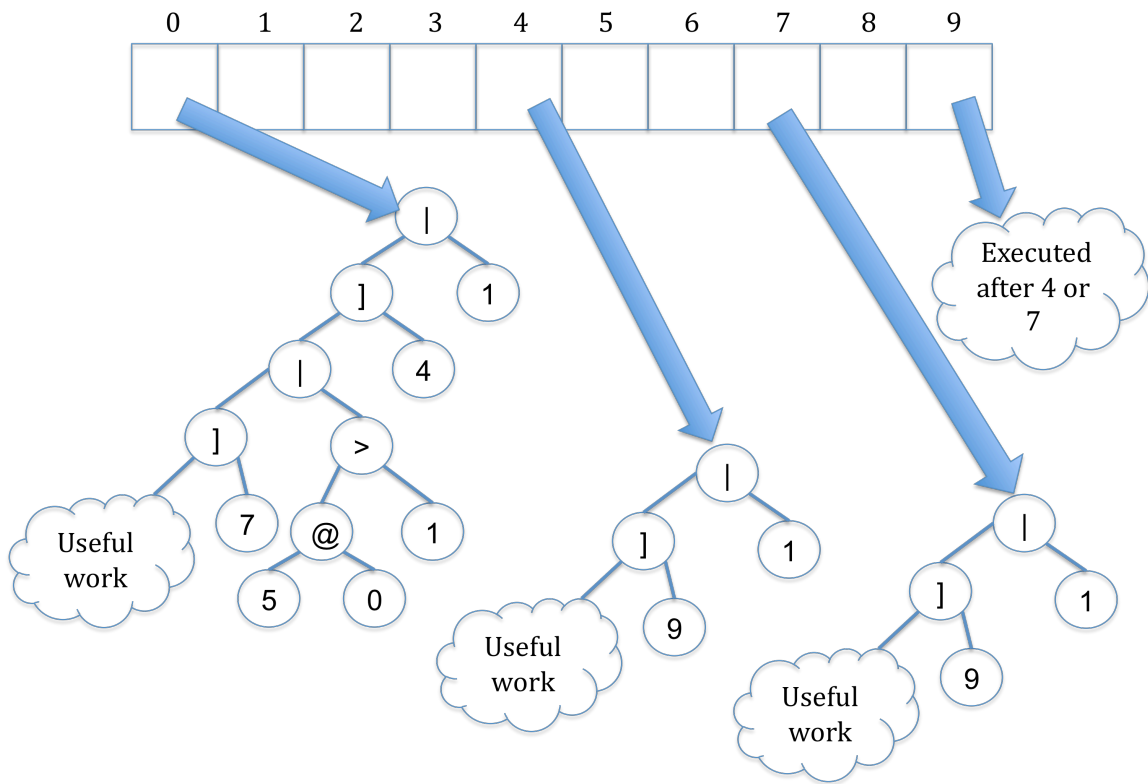 0 1 2 3 4 5 6 7 8 9
|
] 1
Executed
after 4 or
7
| 4
] >
|
Useful
work
7
@
1
]
1
|
5
0
Useful
work
9
]
1
Useful
work
9